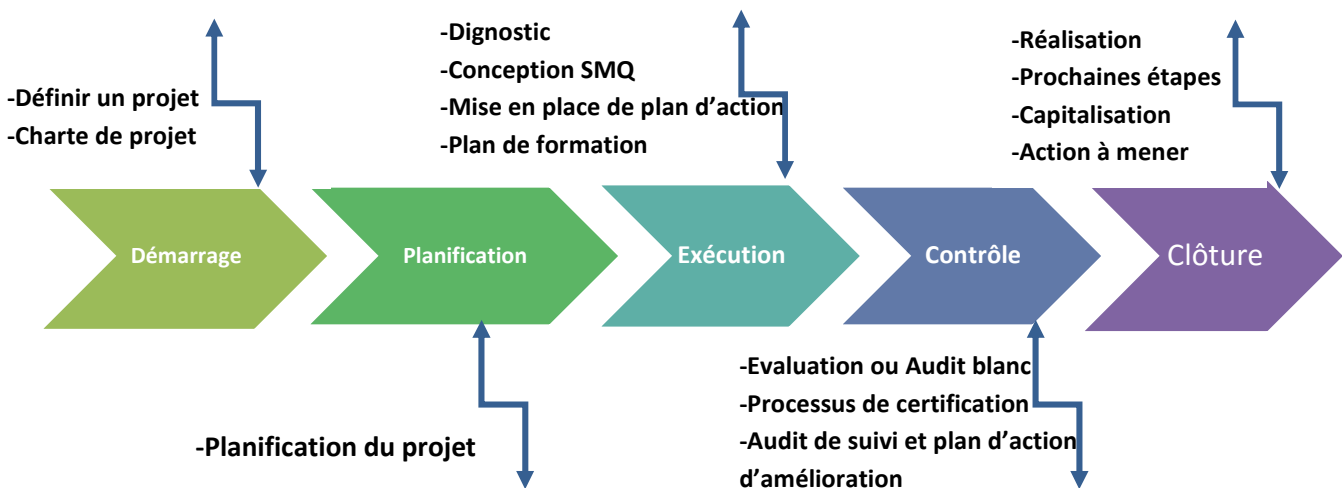 -Définir un projet
-Charte de projet
-Dignostic
-Conception SMQ
-Mise en place de plan d’action
-Plan de formation
-Réalisation
-Prochaines étapes
-Capitalisation
-Action à mener
Démarrage
Planification
Exécution
Contrôle
Clôture
-Planification du projet
-Evaluation ou Audit blanc
-Processus de certification
-Audit de suivi et plan d’action
d’amélioration